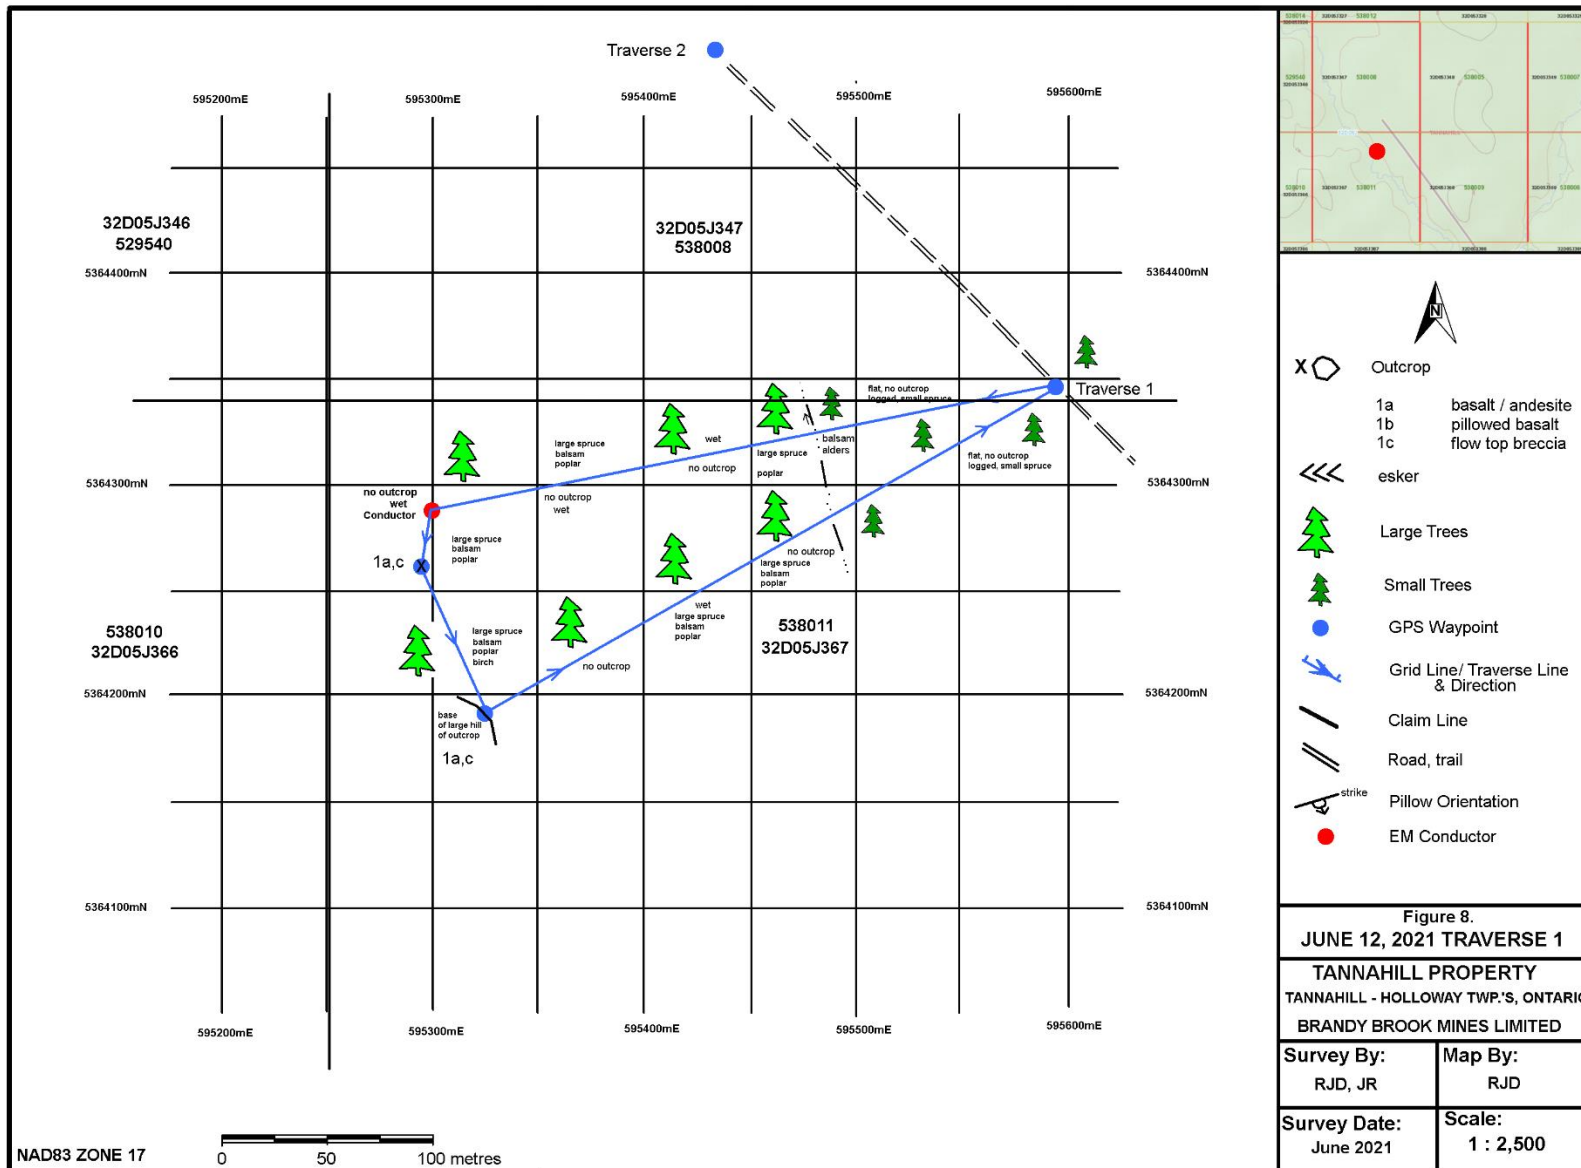 Traverse 2
595200mE
595300mE
595400mE
595500mE
595600mE
32D05J346
529540
32D05J347
538008
5364400mN
5364400mN
Traverse 1
flat, no outcrop
logged, small spruce
large spruce
balsam
poplar
wet
no outcrop
large spruce
poplar
balsam
alders
flat, no outcrop
logged, small spruce
5364300mN
5364300mN
no outcrop
wet
Conductor
no outcrop
wet
large spruce
balsam
poplar
1a,c
X
no outcrop
large spruce
balsam
poplar
wet
large spruce
balsam
poplar
538010
32D05J366
large spruce
balsam
poplar
birch
no outcrop
538011
32D05J367
5364200mN
5364200mN
base
of large hill
of outcrop
1a,c
5364100mN
5364100mN
595200mE
595300mE
595400mE
595500mE
595600mE
NAD83 ZONE 17
0 50 100 metres
N
X Outcrop
1a basalt / andesite
1b pillowed basalt
1c flow top breccia
esker
Large Trees
Small Trees
GPS Waypoint
Grid Line/ Traverse Line
& Direction
Claim Line
Road, trail
strike
Pillow Orientation
EM Conductor
Figure 8.
JUNE 12, 2021 TRAVERSE 1
TANNAHILL PROPERTY
TANNAHILL - HOLLOWAY TWP.'S, ONTARIO
BRANDY BROOK MINES LIMITED
Survey By:
RJD, JR
Map By:
RJD
Survey Date:
June 2021
Scale:
1 : 2,500